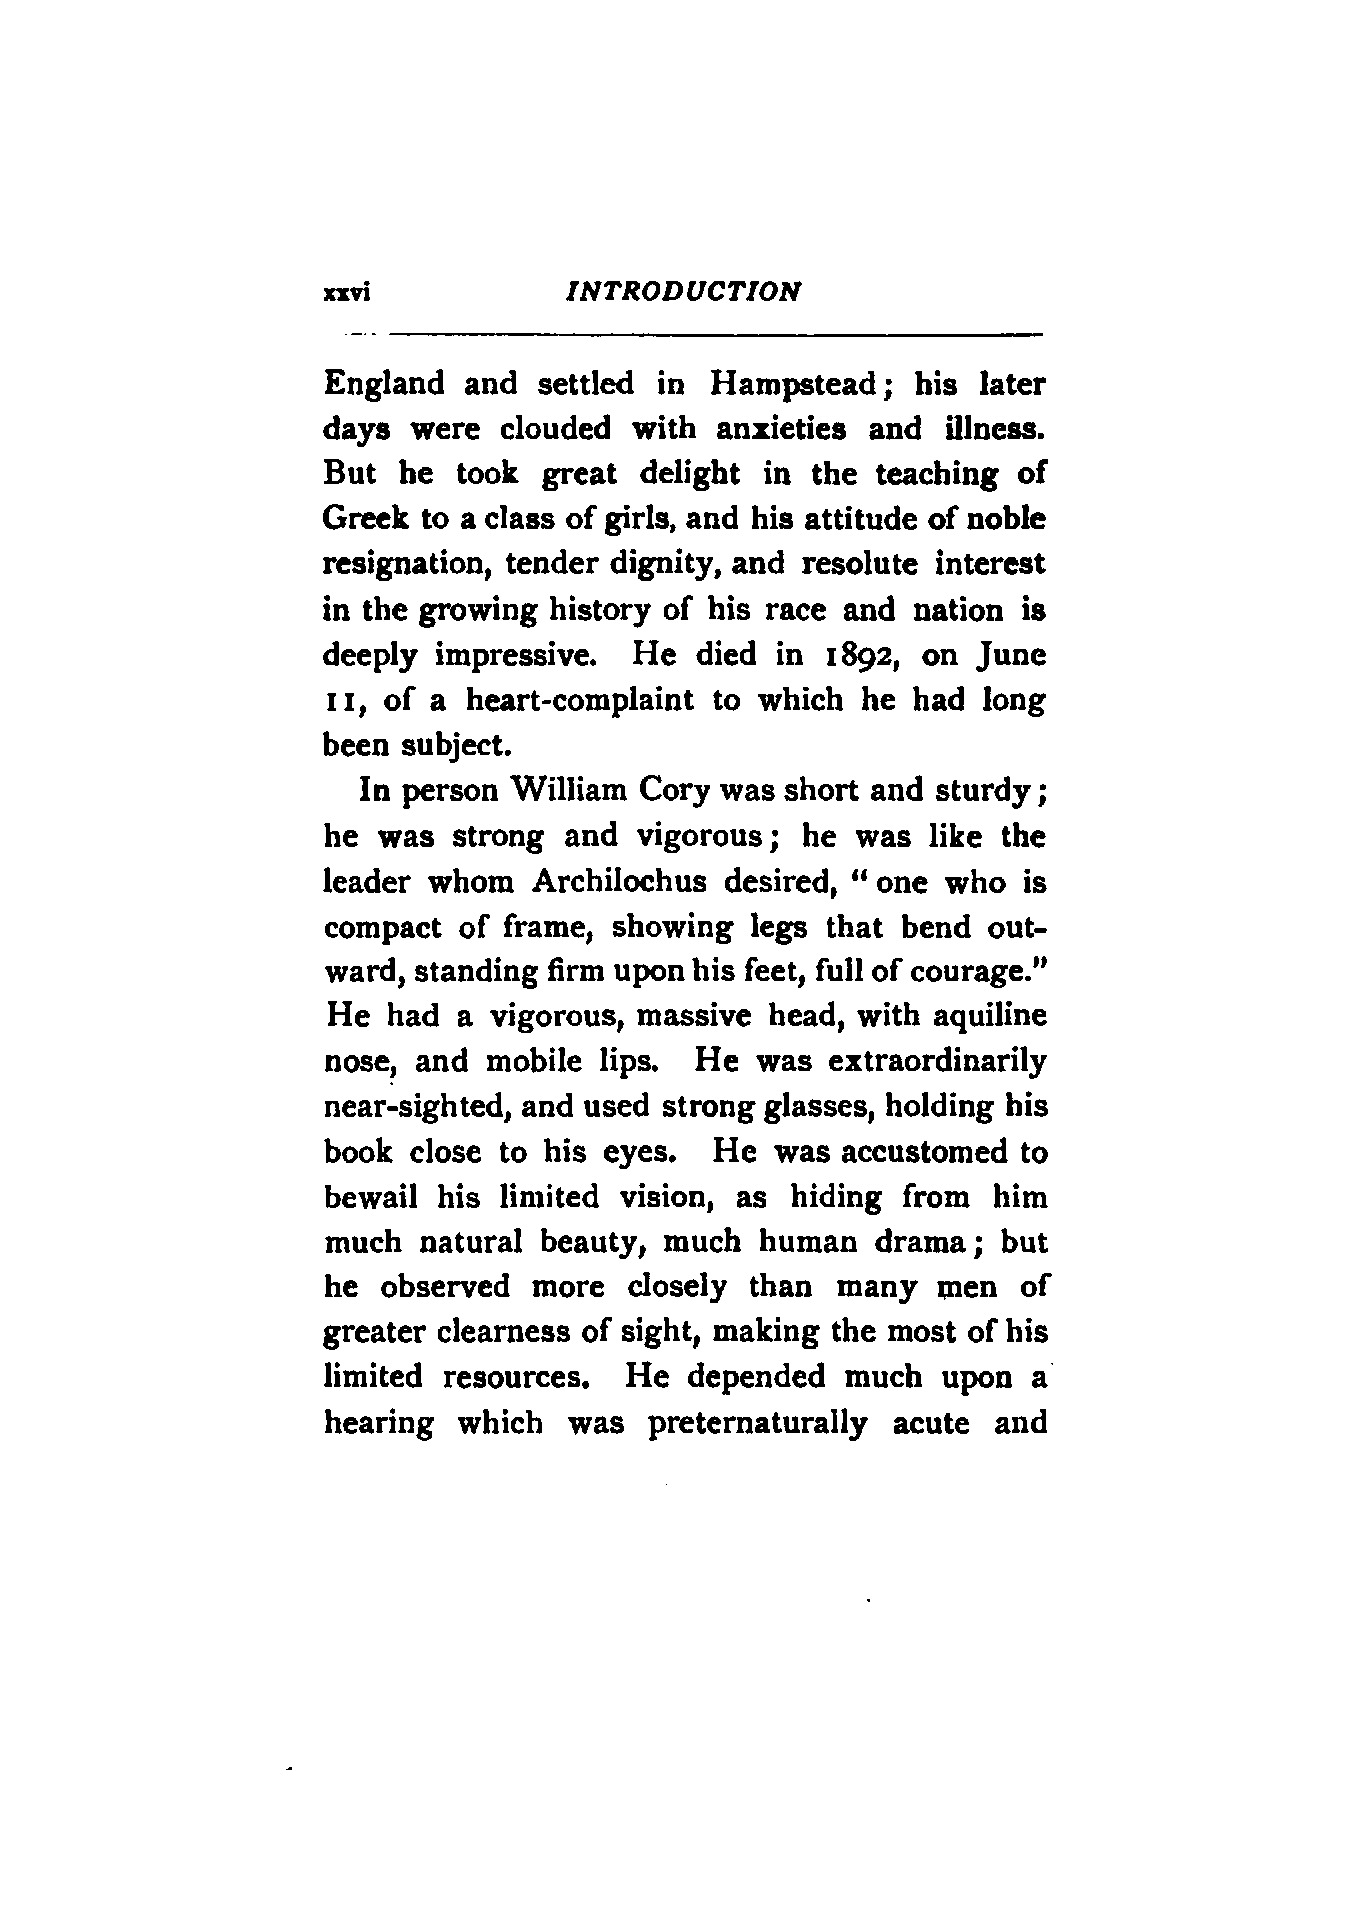 xxvi INTRODUCTION
England and settled in Hampstead; his later
days were clouded with anxieties and illness.
But he took great delight in the teaching of
Greek to a class of girls, and his attitude of noble
resignation, tender dignity, and resolute interest
in the growing history of his race and nation is
deeply impressive. He died in 1892, on June
11, of a heart-complaint to which he had long
been subject.
In person William Cory was short and sturdy;
he was strong and vigorous; he was like the
leader whom Archilochus desired, "one who is
compact of frame, showing legs that bend out-
ward, standing firm upon his feet, full of courage."
He had a vigorous, massive head, with aquiline
nose, and mobile lips. He was extraordinarily
near-sighted, and used strong glasses, holding his
book close to his eyes. He was accustomed to
bewail his limited vision, as hiding from him
much natural beauty, much human drama; but
he observed more closely than many men of
greater clearness of sight, making the most of his
limited resources. He depended much upon a
hearing which was preternaturally acute and